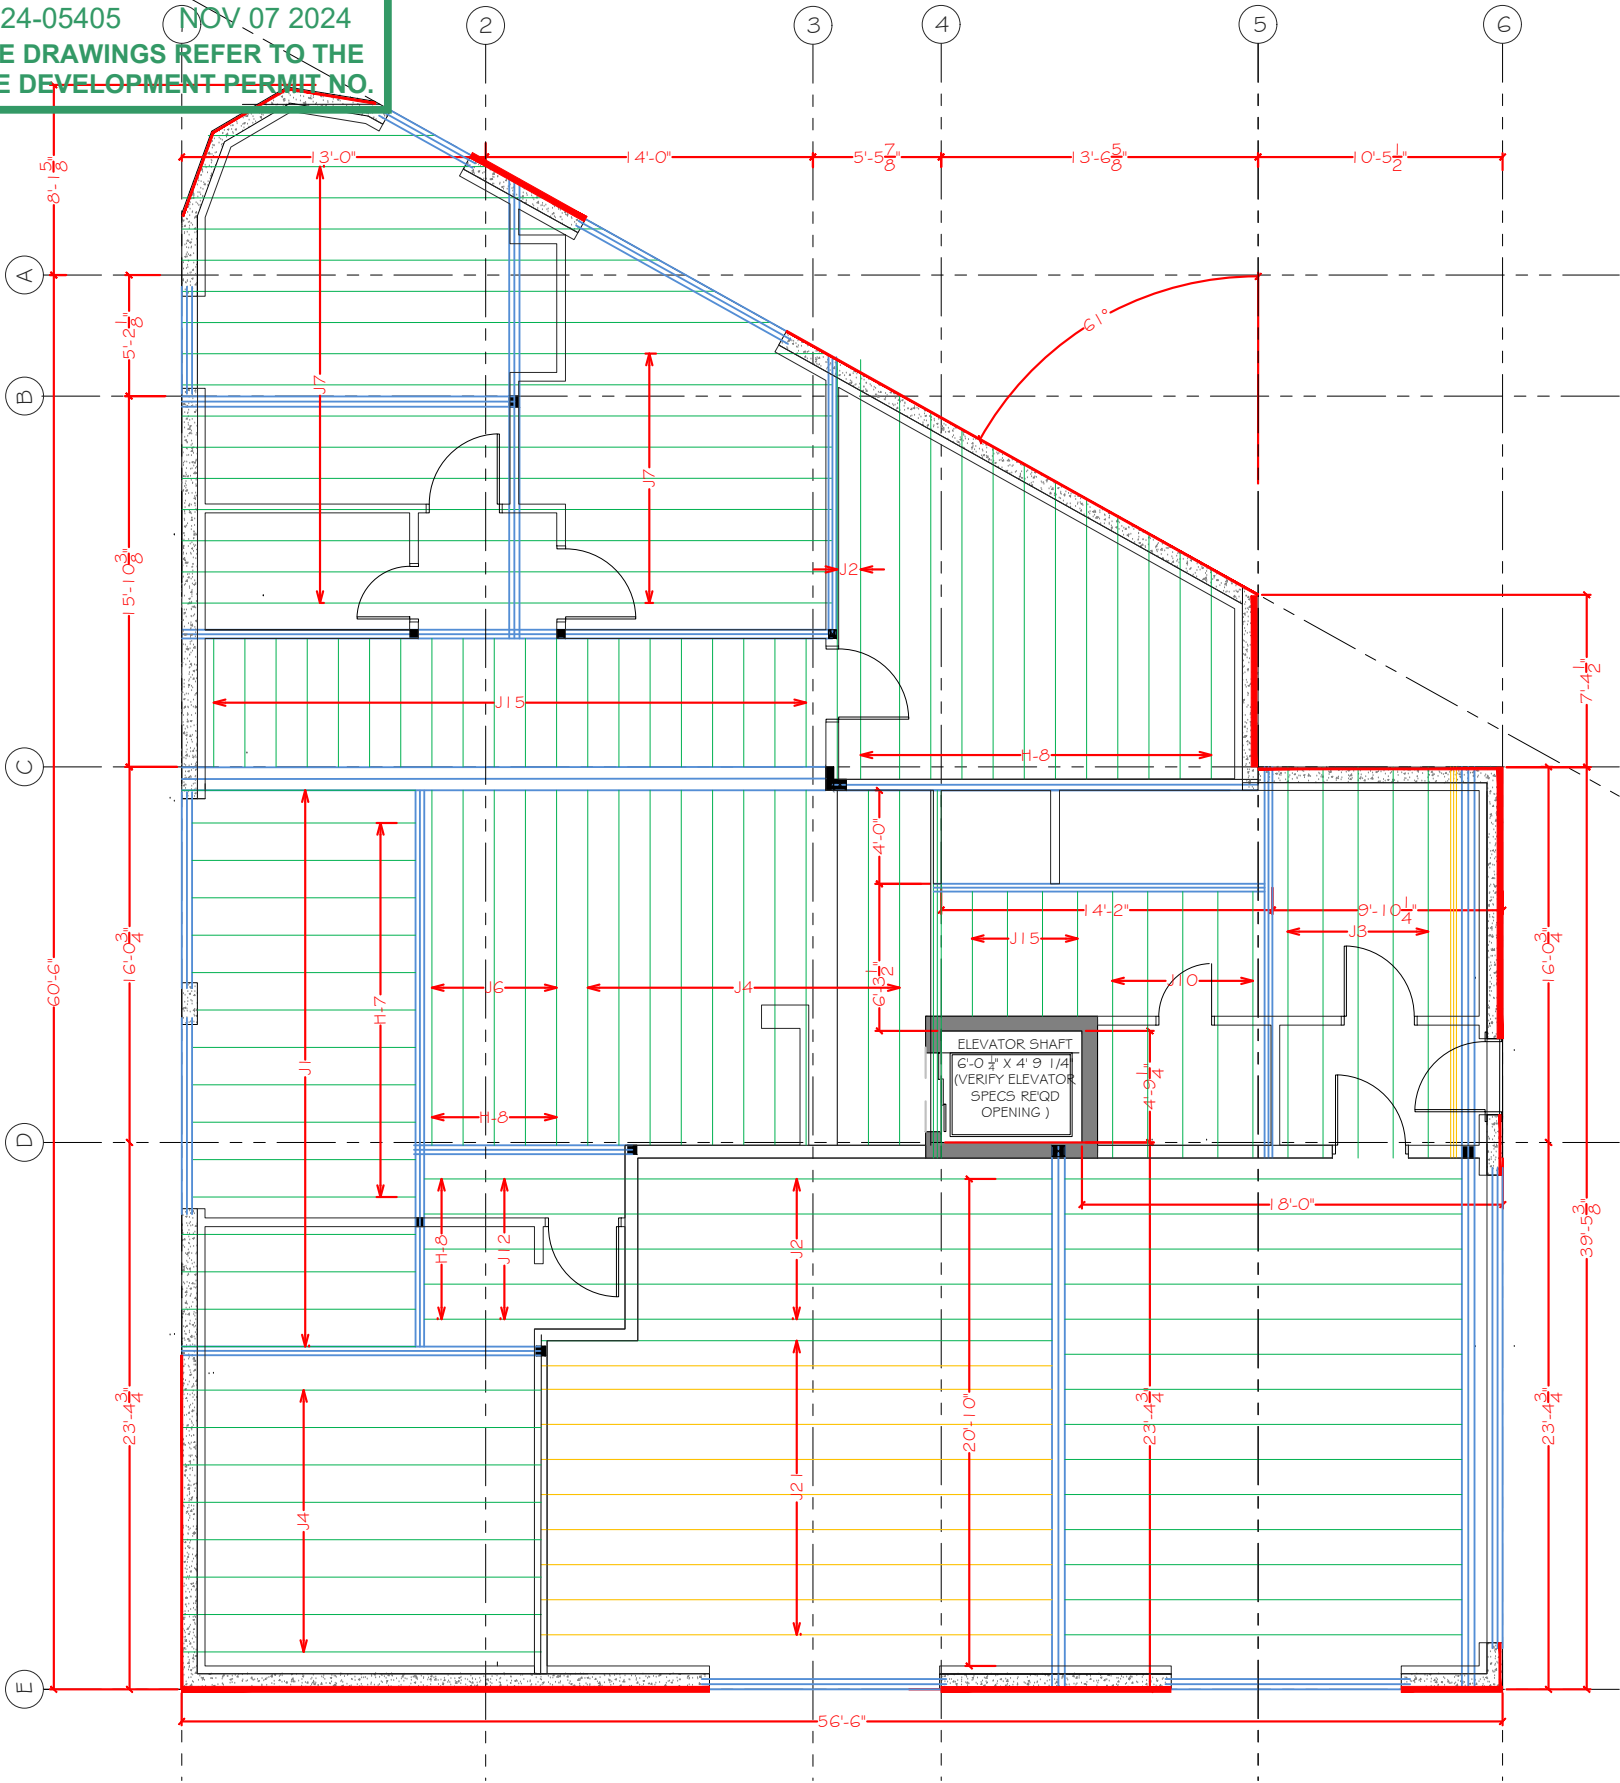 24-05405 NOV 07 2024
E DRAWINGS REFER TO THE
E DEVELOPMENT PERMIT NO.
2
3
4
5
6
13'-0"
14'-0"
5'-5 7/8"
13'-6 5/8"
10'-5 1/2"
8'-1 5/8"
A
61°
5'-2 1/8"
J7
B
J7
15'-10 3/8"
J2
7'-4 1/2"
J15
H-8
C
4'-0"
14'-2"
9'-10 1/4"
J15
J3
16'-0 3/4"
60'-6"
6'-3 1/2"
16'-0 3/4"
J6
J4
J10
H-7
ELEVATOR SHAFT
6'-0 1/4" X 4' 9 1/4"
(VERIFY ELEVATOR
SPECS REQD
OPENING )
J1
4'-9 1/4"
H-8
D
18'-0"
39'-5 3/8"
H-8
J12
J2
23'-4 3/4"
20'-10"
23'-4 3/4"
23'-4 3/4"
J21
J4
E
56'-6"